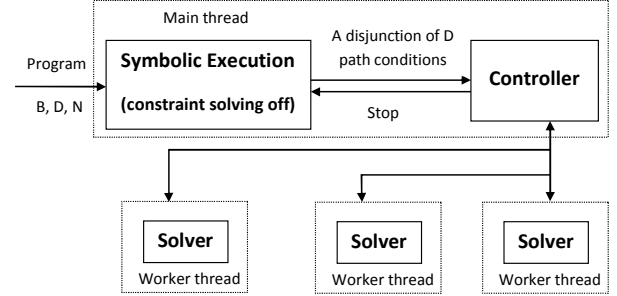 Main thread
Program
B, D, N
Symbolic Execution
(constraint solving off)
A disjunction of D
path conditions
Stop
Controller
Solver
Worker thread
Solver
Worker thread
Solver
Worker thread